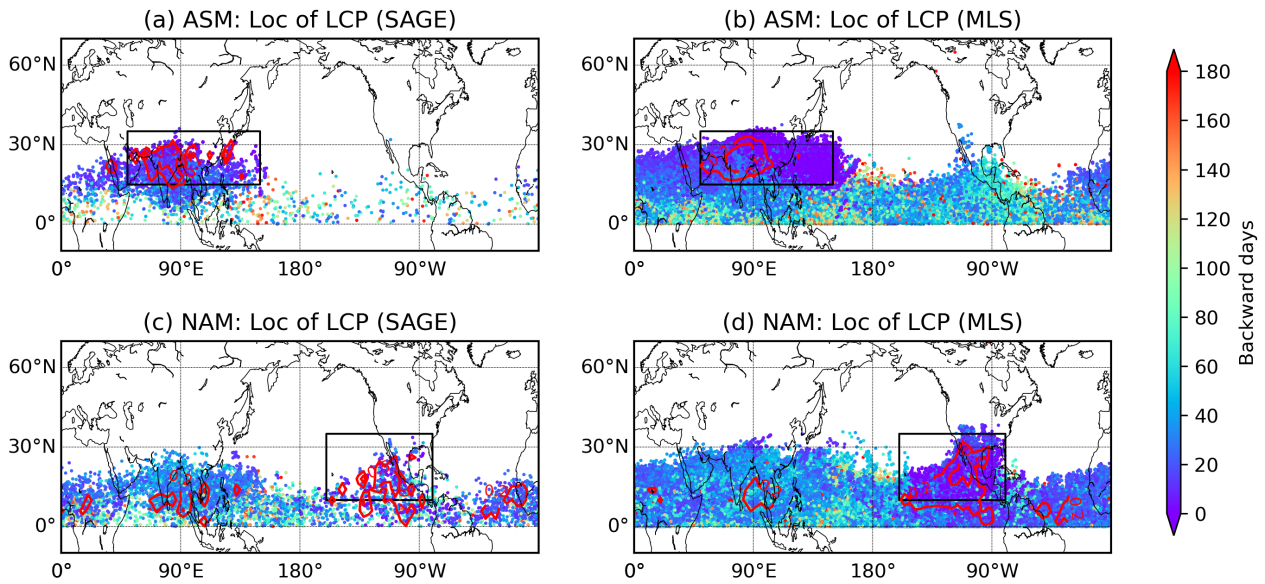 (a) ASM: Loc of LCP (SAGE)
(b) ASM: Loc of LCP (MLS)
60°N
30°N
0°
0° 90°E 180° 90°W
60°N
30°N
0°
0° 90°E 180° 90°W
(c) NAM: Loc of LCP (SAGE)
(d) NAM: Loc of LCP (MLS)
60°N
30°N
0°
0° 90°E 180° 90°W
60°N
30°N
0°
0° 90°E 180° 90°W
180
160
140
120
100
80
60
40
20
0
Backward days